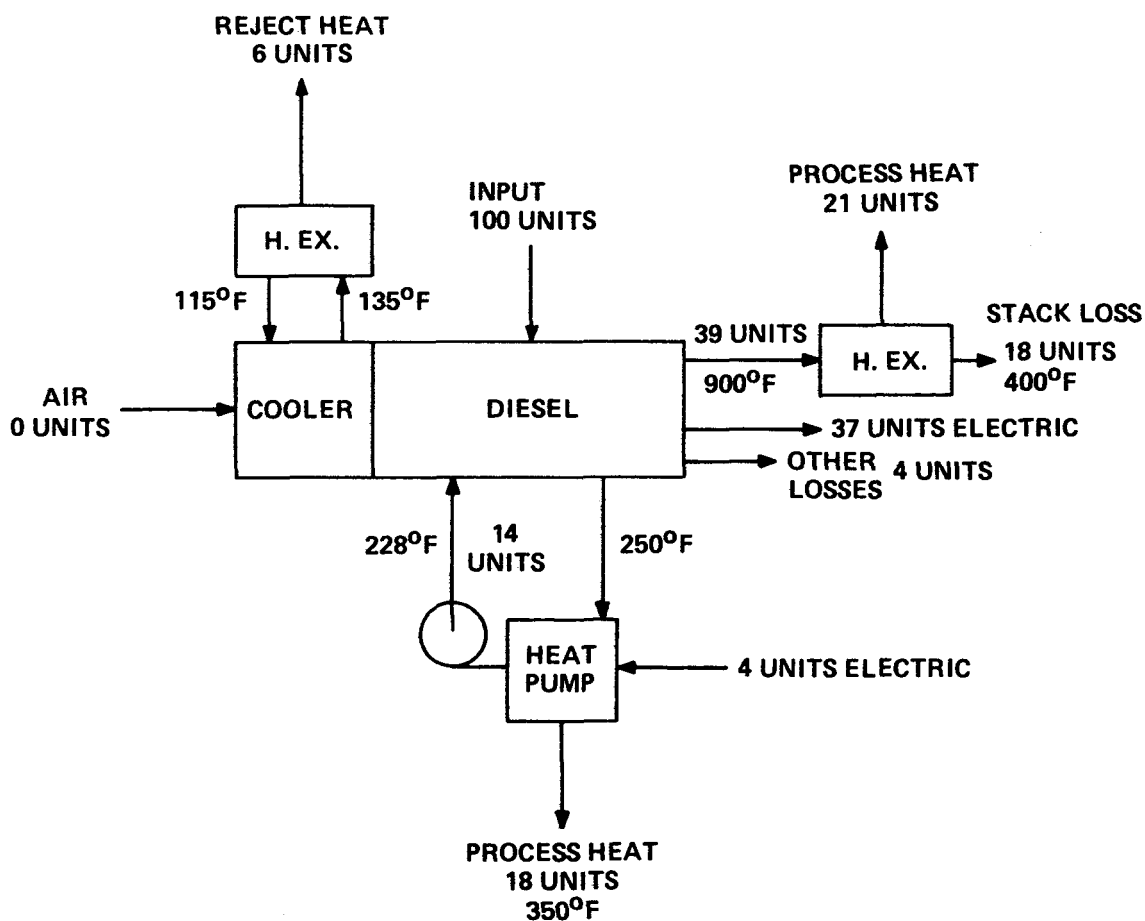 REJECT HEAT
6 UNITS
H. EX.
115°F
135°F
INPUT
100 UNITS
PROCESS HEAT
21 UNITS
39 UNITS
900°F
H. EX.
STACK LOSS
18 UNITS
400°F
AIR
0 UNITS
COOLER
DIESEL
37 UNITS ELECTRIC
OTHER
LOSSES
4 UNITS
228°F
14
UNITS
250°F
HEAT
PUMP
4 UNITS ELECTRIC
PROCESS HEAT
18 UNITS
350°F